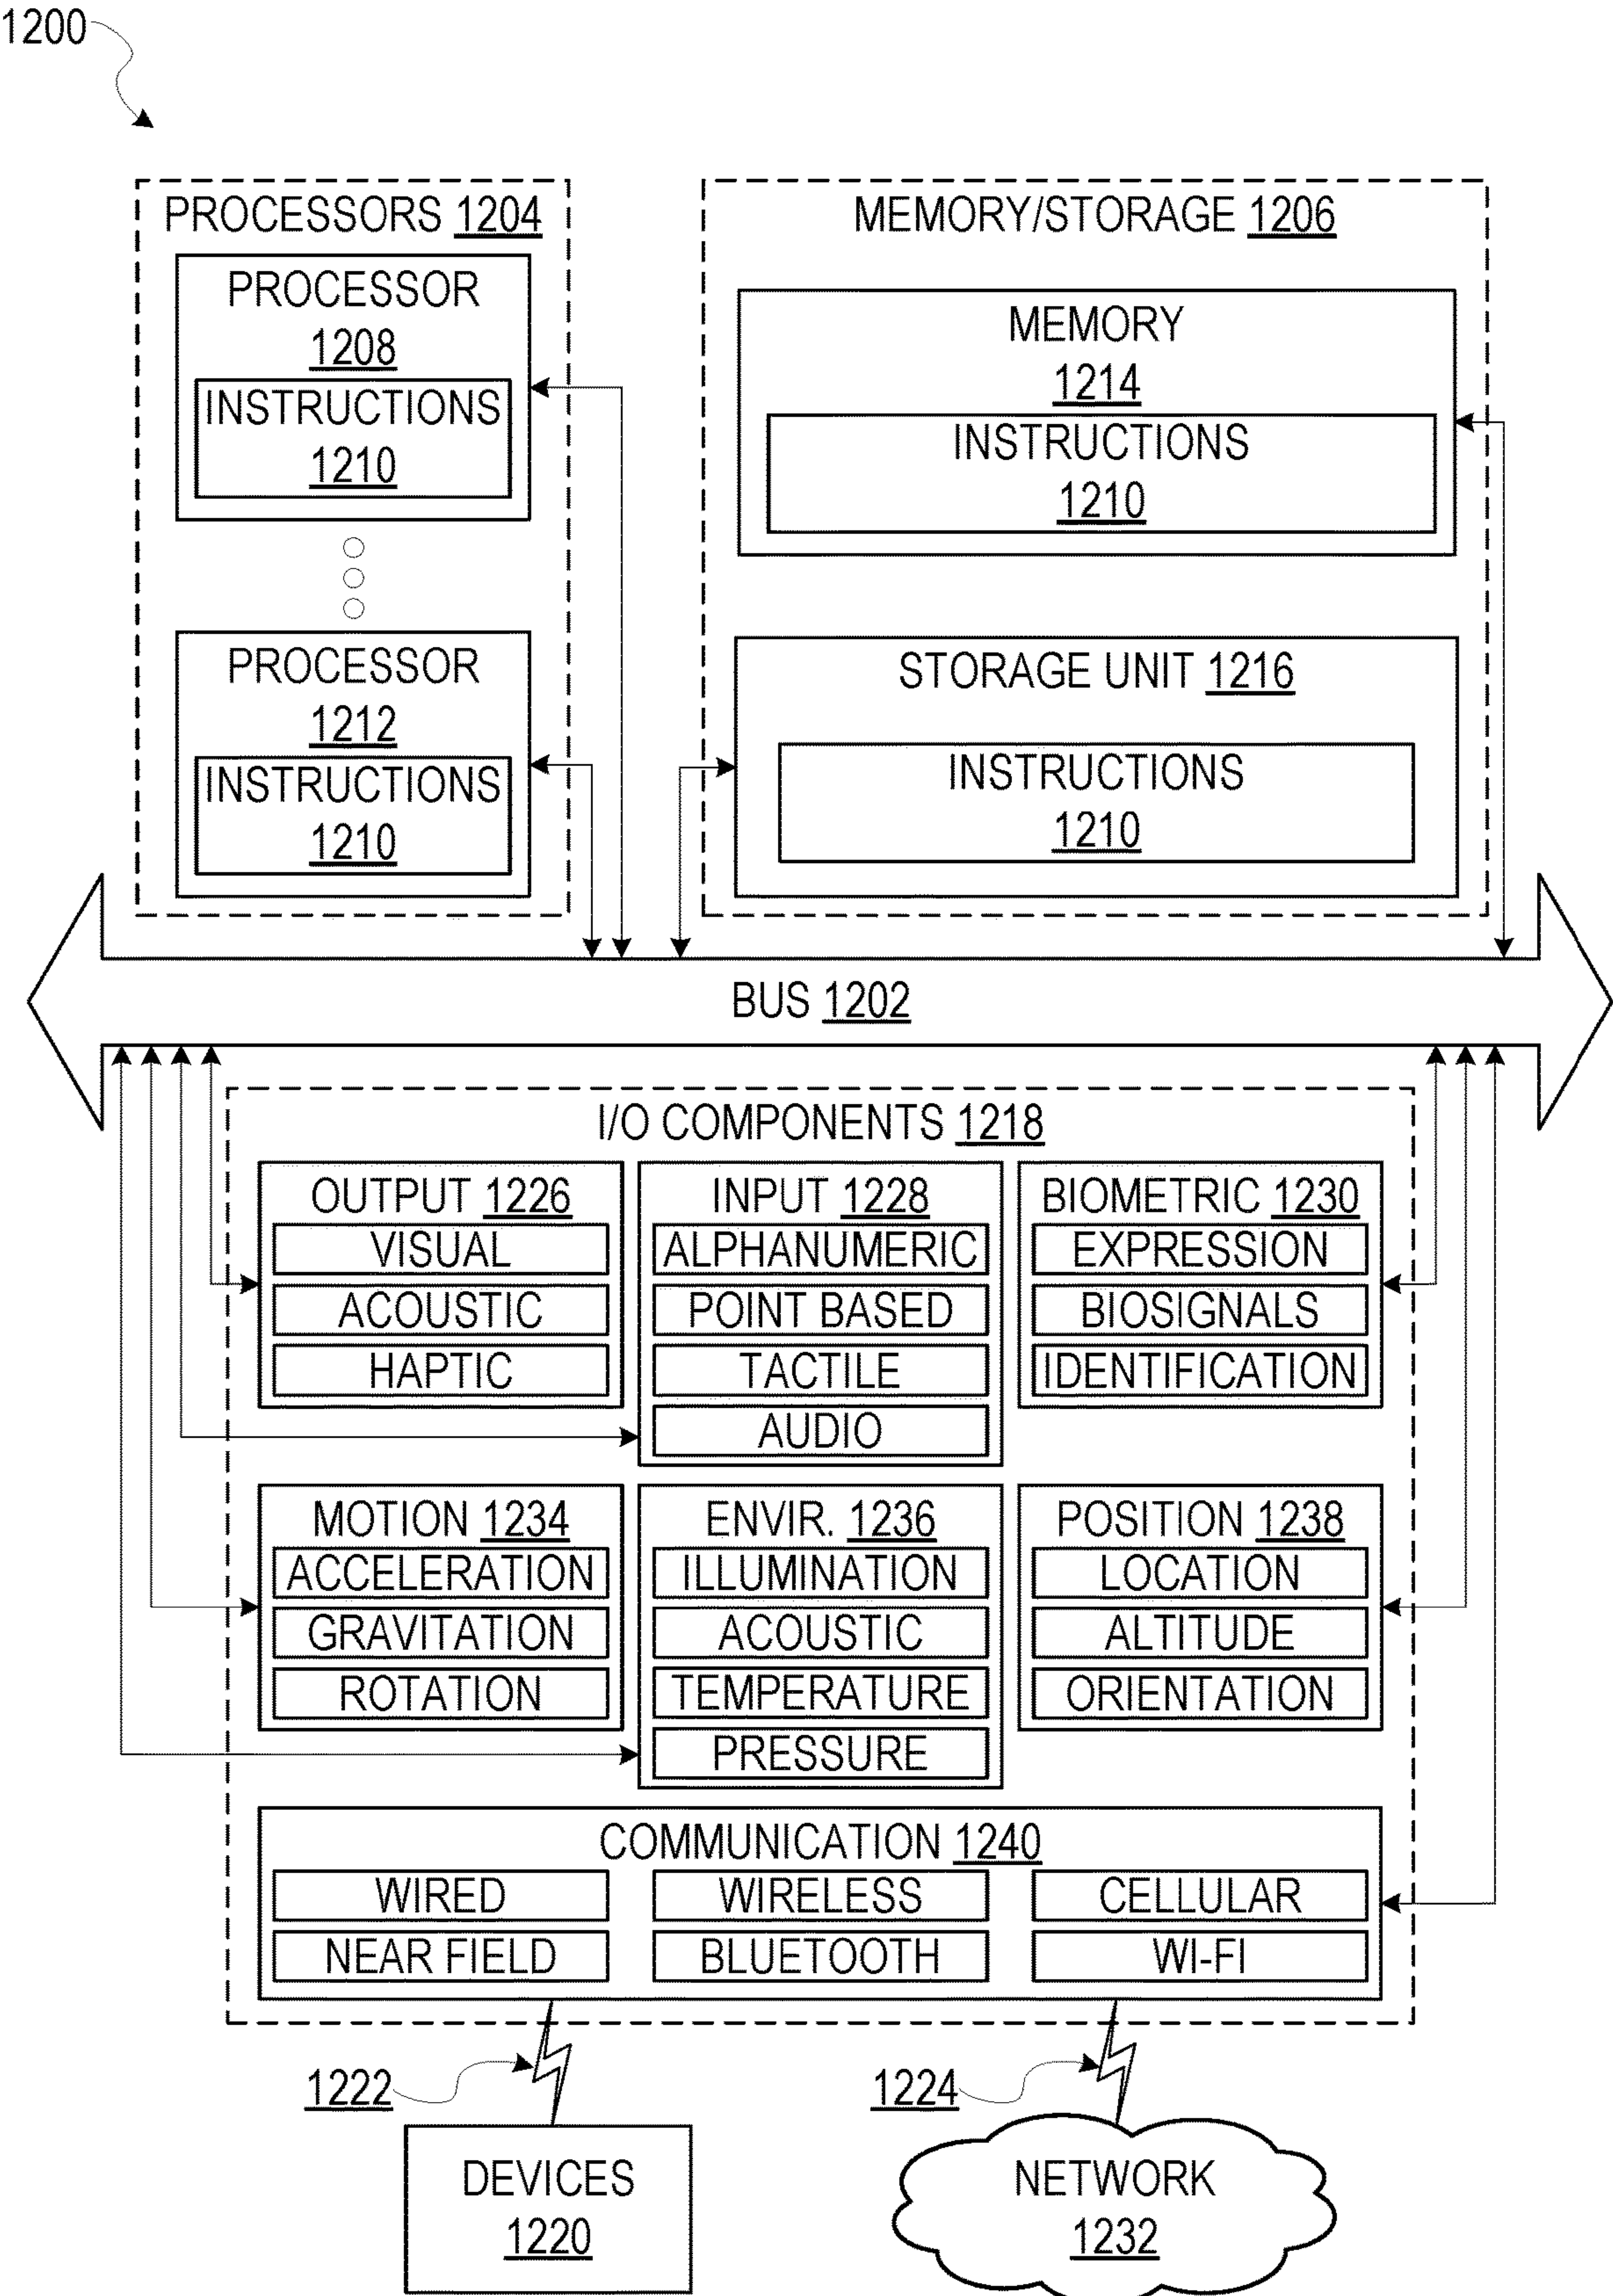 1200
PROCESSORS 1204
PROCESSOR
1208
INSTRUCTIONS
1210
PROCESSOR
1212
INSTRUCTIONS
1210
MEMORY/STORAGE 1206
MEMORY
1214
INSTRUCTIONS
1210
STORAGE UNIT 1216
INSTRUCTIONS
1210
BUS 1202
I/O COMPONENTS 1218
OUTPUT 1226
VISUAL
ACOUSTIC
HAPTIC
INPUT 1228
ALPHANUMERIC
POINT BASED
TACTILE
AUDIO
BIOMETRIC 1230
EXPRESSION
BIOSIGNALS
IDENTIFICATION
MOTION 1234
ACCELERATION
GRAVITATION
ROTATION
ENVIR. 1236
ILLUMINATION
ACOUSTIC
TEMPERATURE
PRESSURE
POSITION 1238
LOCATION
ALTITUDE
ORIENTATION
COMMUNICATION 1240
WIRED
WIRELESS
CELLULAR
NEAR FIELD
BLUETOOTH
WI-FI
1222
1224
DEVICES
1220
NETWORK
1232